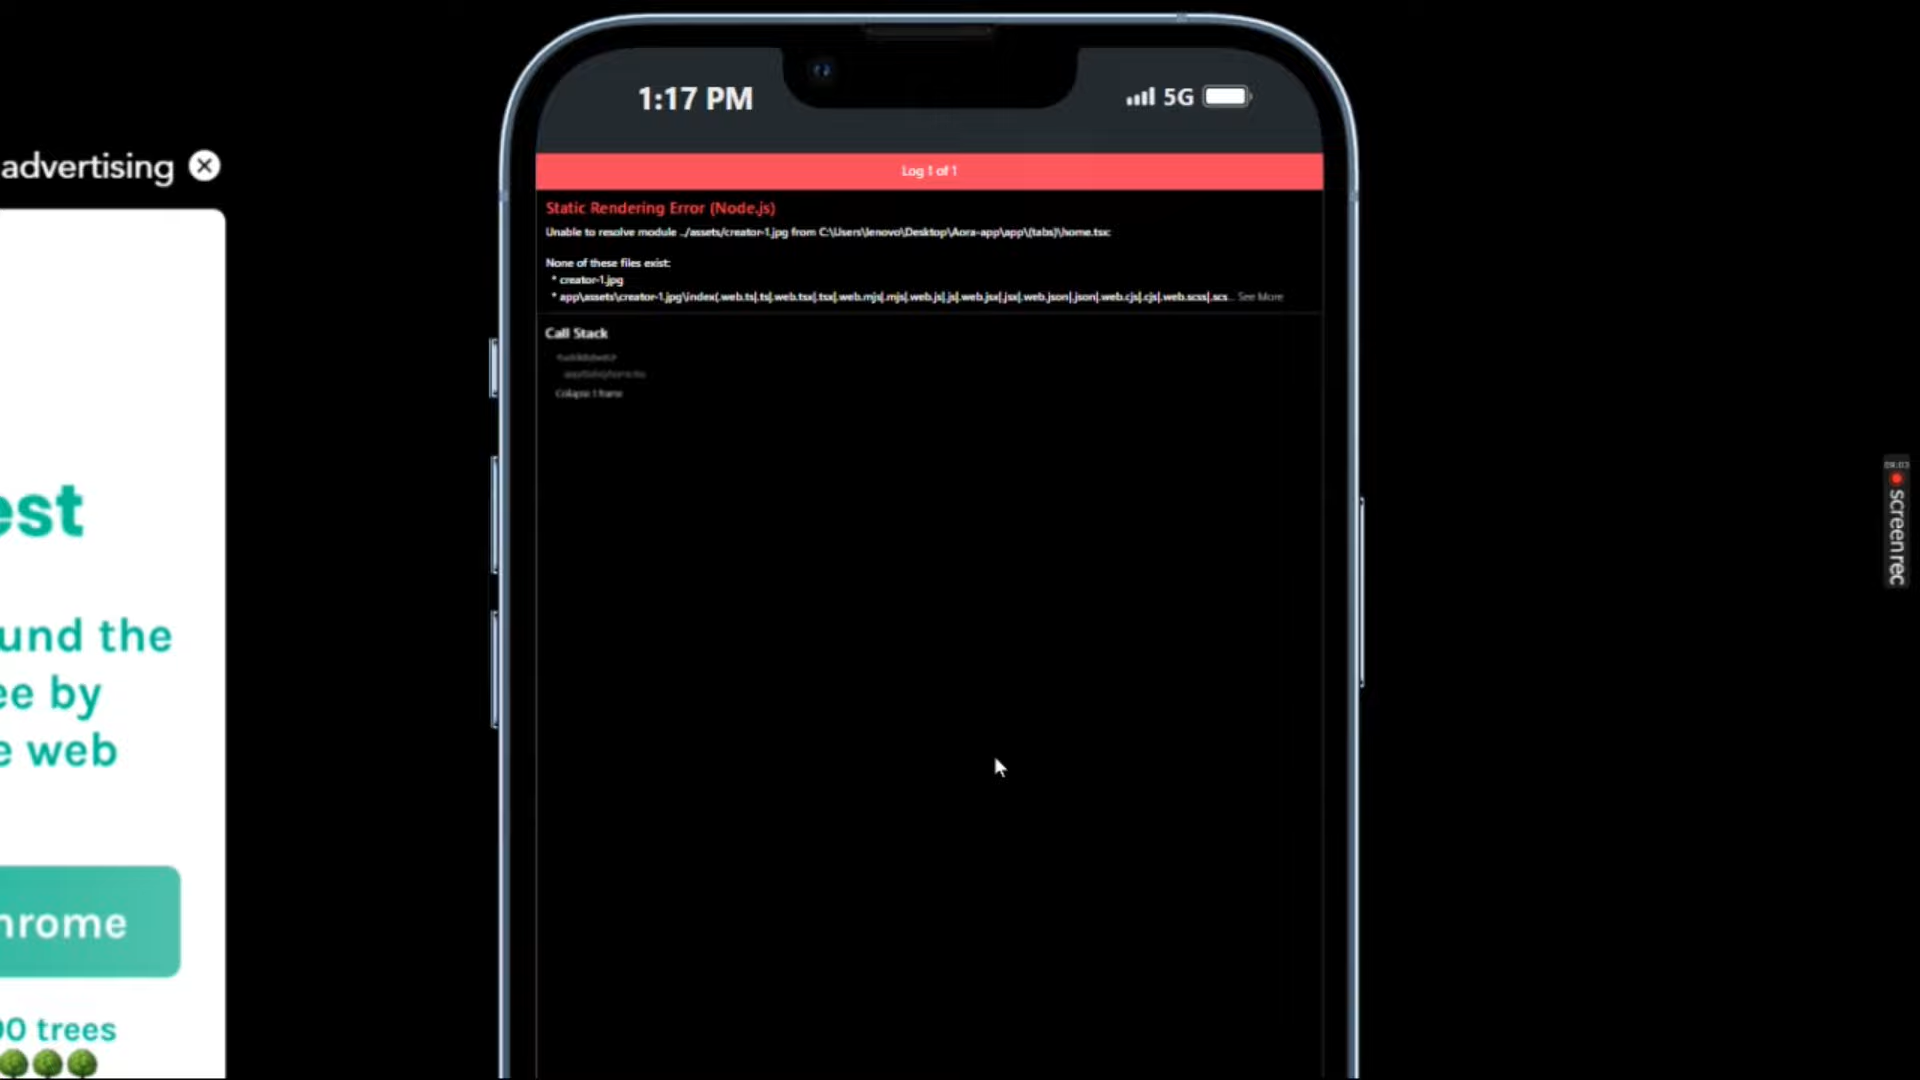 advertising
est
und the
ee by
e web
hrome
00 trees
1:17 PM
5G
Log 1 of 1
Static Rendering Error (Node.js)
Unable to resolve module ../assets/creator-1.jpg from C:\Users\lenovo\Desktop\Aora-app\app\(tabs)\home.tsx:
None of these files exist:
* creator-1.jpg
* app\assets\creator-1.jpg\index(.web.ts|.ts|.web.tsx|.tsx|.web.mjs|.mjs|.web.js|.js|.web.jsx|.jsx|.web.json|.json|.web.cjs|.cjs|.web.scss|.scs... See More
Call Stack
Collapse 1 frame
screenrec